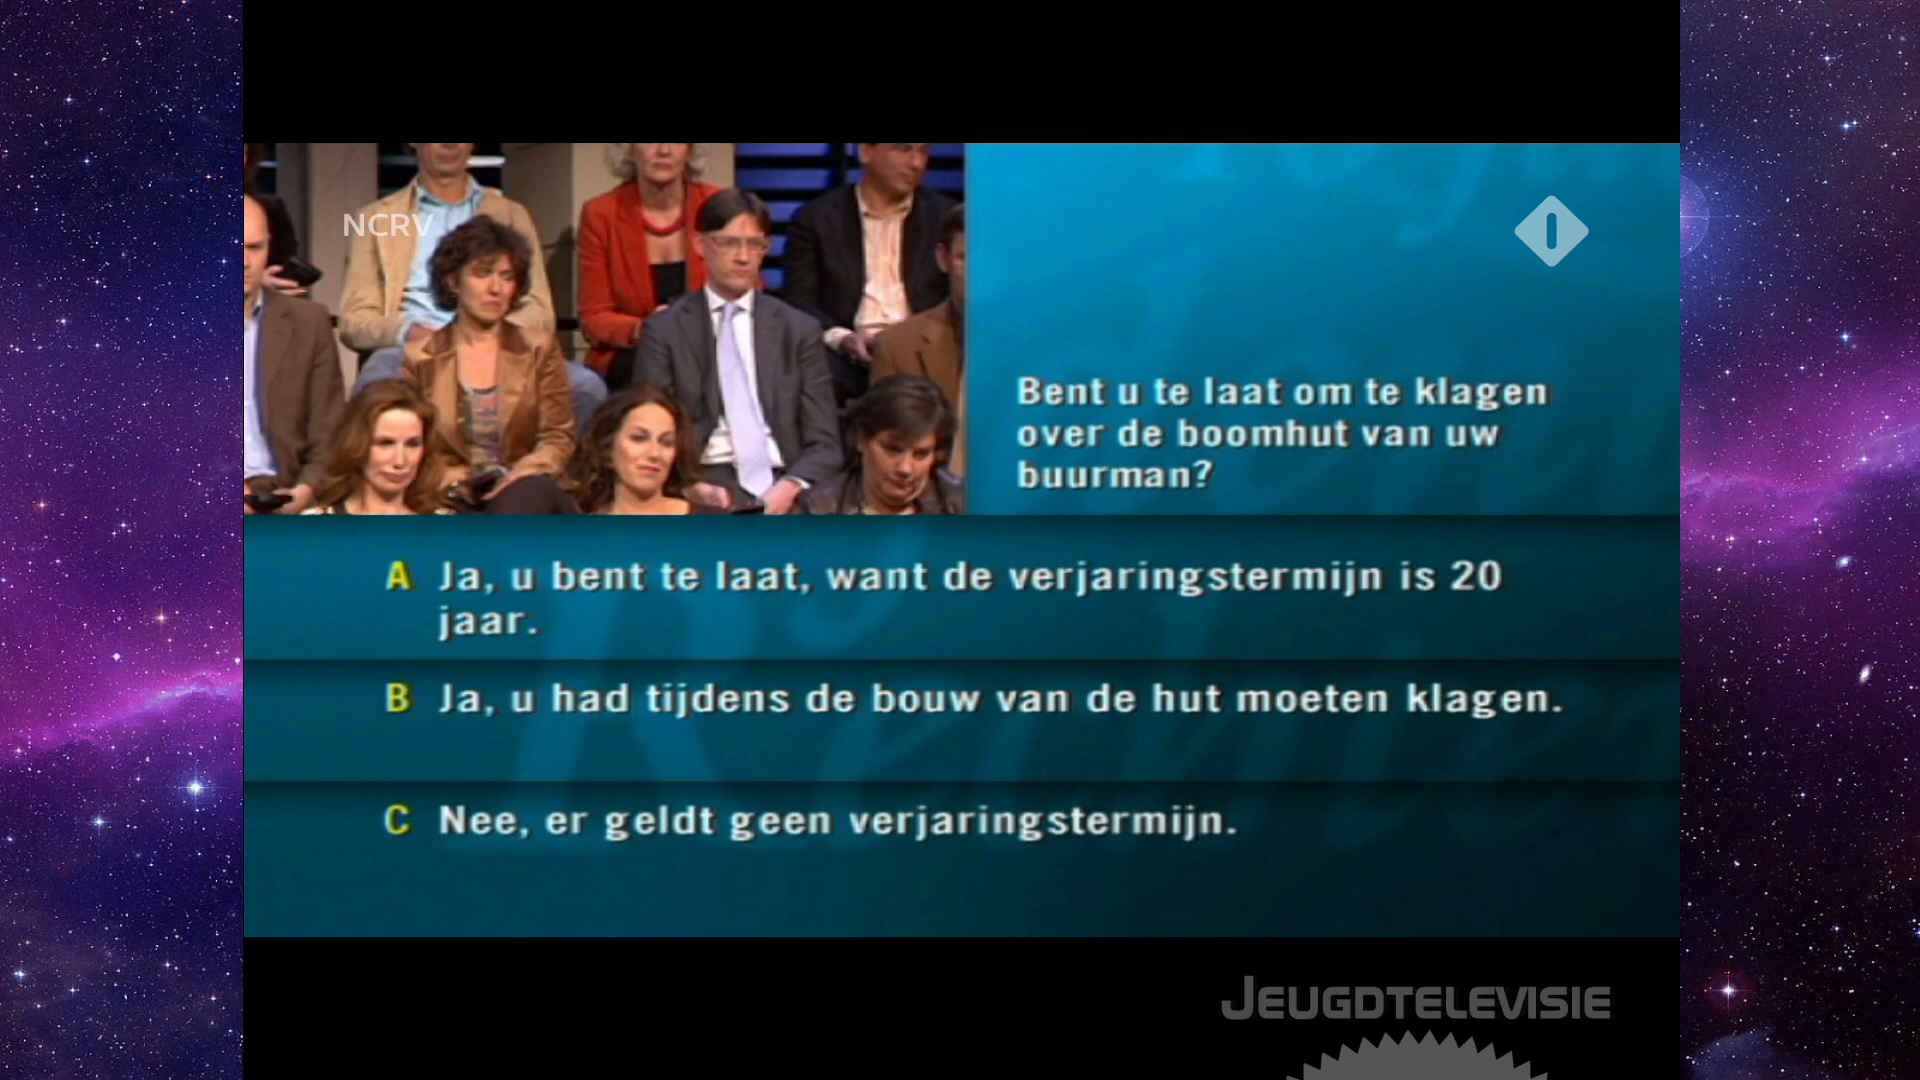 NCRV
Bent u te laat om te klagen
over de boomhut van uw
buurman?
A Ja, u bent te laat, want de verjaringstermijn is 20
jaar.
B Ja, u had tijdens de bouw van de hut moeten klagen.
C Nee, er geldt geen verjaringstermijn.
JEUGDTELEVISIE